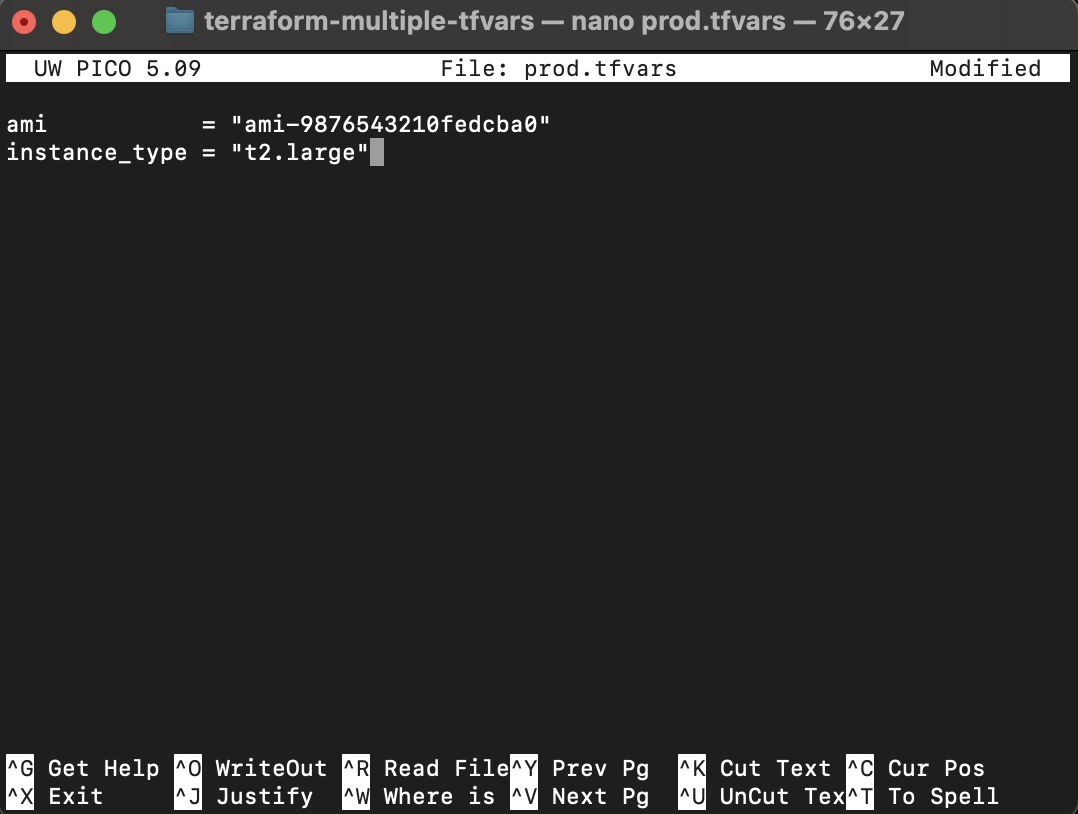 terraform-multiple-tfvars — nano prod.tfvars — 76×27
UW PICO 5.09 File: prod.tfvars Modified
ami = "ami-9876543210fedcba0"
instance_type = "t2.large"
^G Get Help ^O WriteOut ^R Read File ^Y Prev Pg ^K Cut Text ^C Cur Pos
^X Exit ^J Justify ^W Where is ^V Next Pg ^U UnCut Tex ^T To Spell